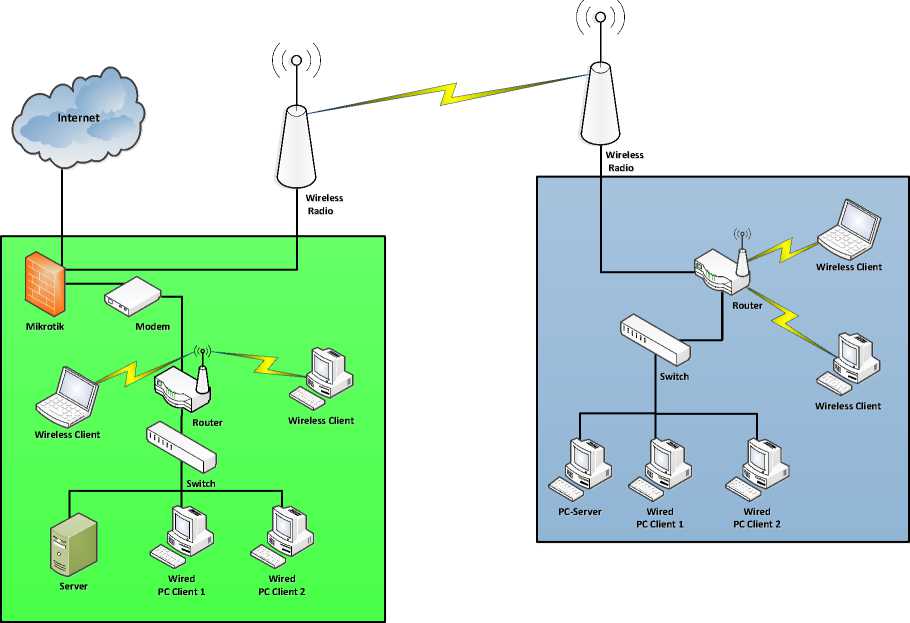 Internet
Wireless
Radio
Wireless
Radio
Mikrotik
Modem
Wireless Client
Router
Wireless Client
Switch
Server
Wired
PC Client 1
Wired
PC Client 2
Wireless Client
Router
Wireless Client
Switch
PC-Server
Wired
PC Client 1
Wired
PC Client 2